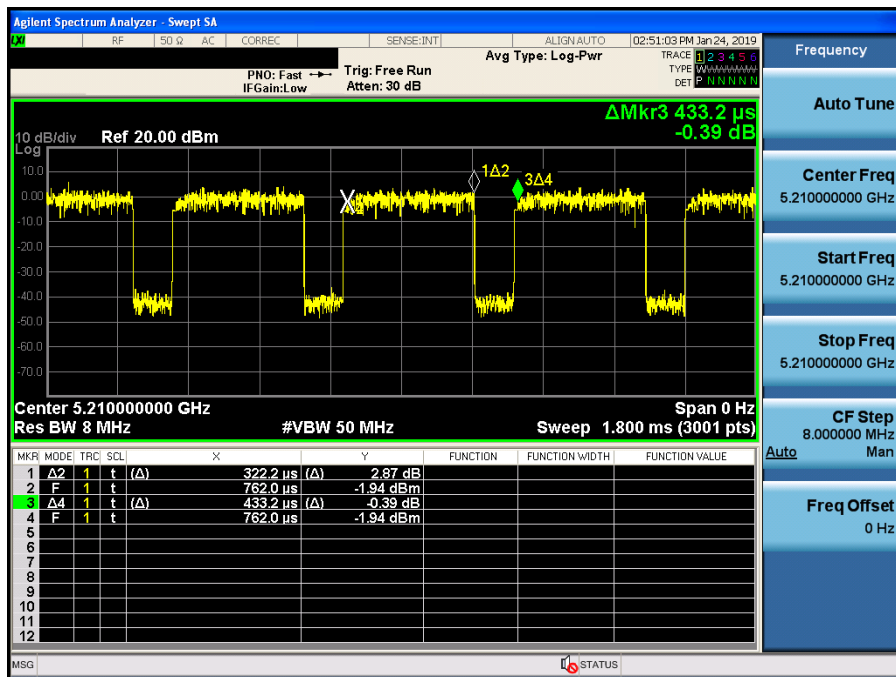 Agilent Spectrum Analyzer - Swept SA
LXI RF 50 Ω AC CORREC SENSE:INT ALIGN AUTO 02:51:03 PM Jan 24, 2019
Frequency
PNO: Fast
IFGain:Low
Trig: Free Run
Atten: 30 dB
Avg Type: Log-Pwr
TRACE 1 2 3 4 5 6
TYPE WWWWWW
DET P N N N N N
Auto Tune
ΔMkr3 433.2 µs
-0.39 dB
10 dB/div Ref 20.00 dBm
Log
10.0
0.00
-10.0
-20.0
-30.0
-40.0
-50.0
-60.0
-70.0
1Δ2
3Δ4
Center Freq
5.210000000 GHz
Start Freq
5.210000000 GHz
Stop Freq
5.210000000 GHz
Center 5.210000000 GHz Span 0 Hz
Res BW 8 MHz #VBW 50 MHz Sweep 1.800 ms (3001 pts)
CF Step
8.000000 MHz
Auto Man
MKR MODE TRC SCL X Y FUNCTION FUNCTION WIDTH FUNCTION VALUE
1 Δ2 1 t (Δ) 322.2 µs (Δ) 2.87 dB
2 F 1 t 762.0 µs -1.94 dBm
3 Δ4 1 t (Δ) 433.2 µs (Δ) -0.39 dB
4 F 1 t 762.0 µs -1.94 dBm
5
6
7
8
9
10
11
12
Freq Offset
0 Hz
MSG STATUS